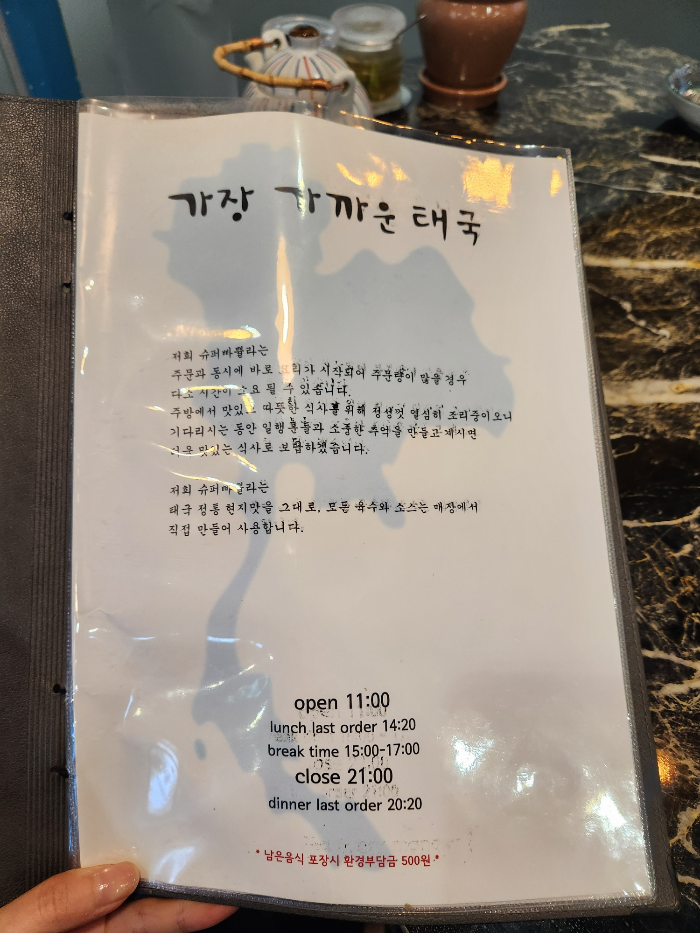 가장 가까운 태국
저희 슈퍼빠퐁라는
주문과 동시에 바로 요리가 시작되어 주문량이 많을 경우
다소 시간이 소요 될 수 있습니다.
주방에서 맛있고 따뜻한 식사를 위해 정성껏 열심히 조리중이오니
기다리시는 동안 일행분들과 소중한 추억을 만들고 계시면
더욱 맛있는 식사로 보답하겠습니다.
저희 슈퍼빠퐁라는
태국 정통 현지맛을 그대로, 모든 육수와 소스는 매장에서
직접 만들어 사용합니다.
open 11:00
lunch last order 14:20
break time 15:00-17:00
close 21:00
dinner last order 20:20
* 남은음식 포장시 환경부담금 500원 *